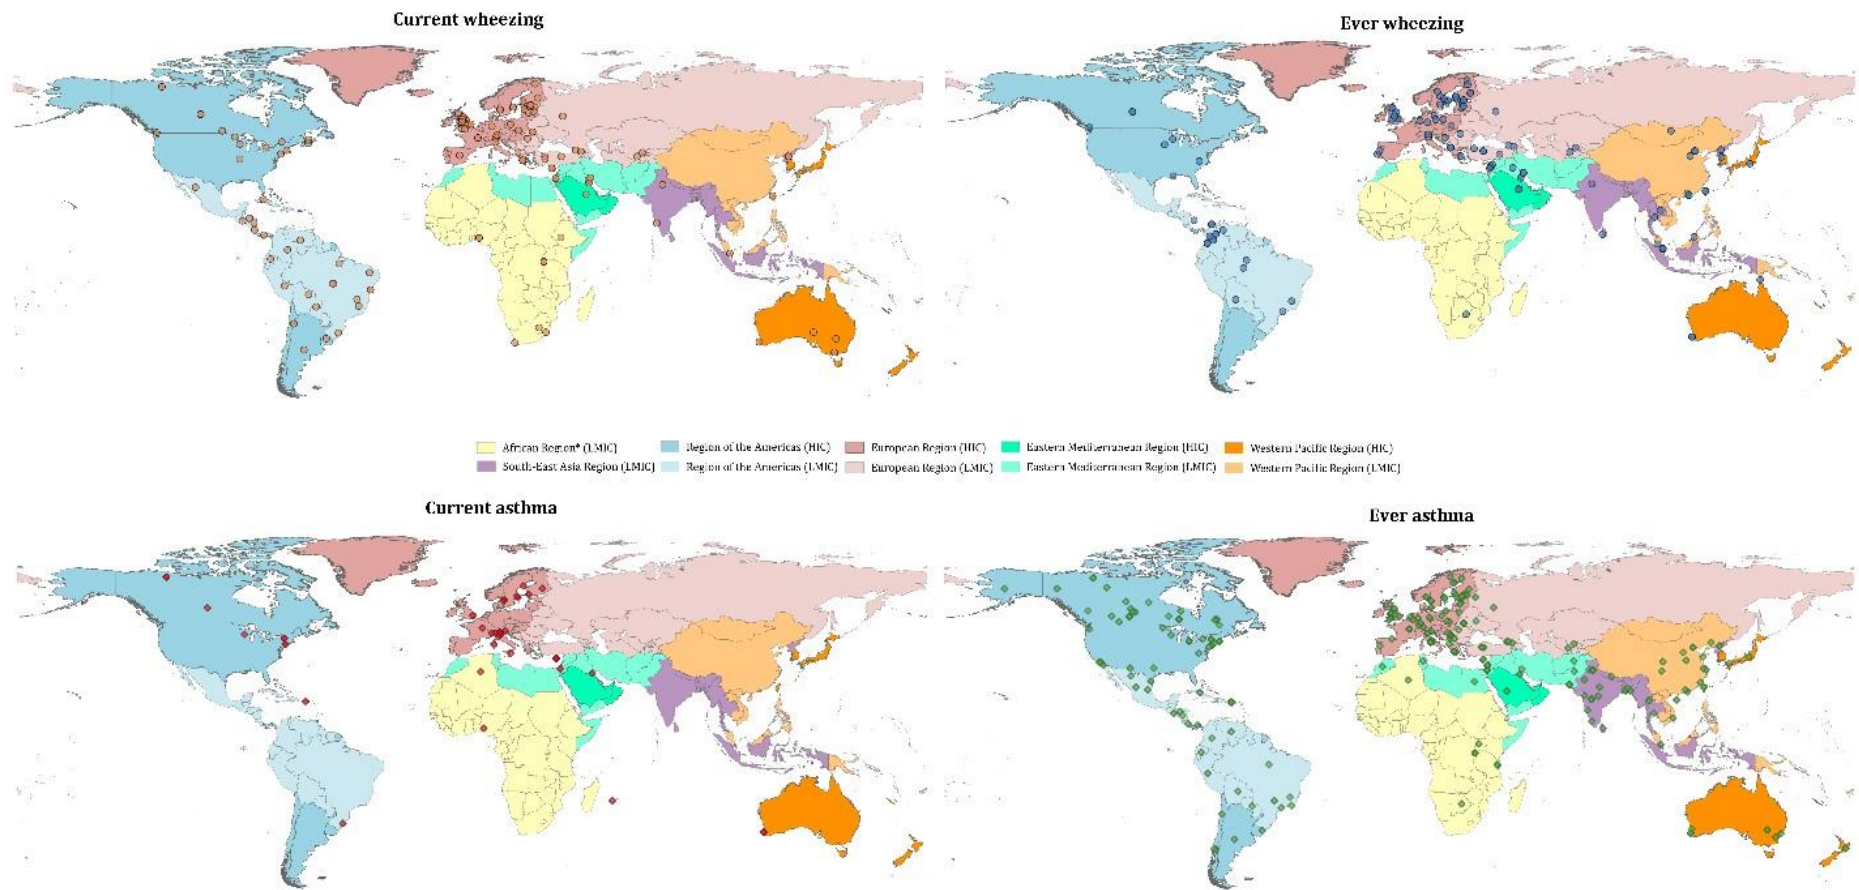 Current wheezing
Ever wheezing
African Region* (LMIC)
Region of the Americas (HIC)
European Region (HIC)
Eastern Mediterranean Region (HIC)
Western Pacific Region (HIC)
South-East Asia Region (LMIC)
Region of the Americas (LMIC)
European Region (LMIC)
Eastern Mediterranean Region (LMIC)
Western Pacific Region (LMIC)
Current asthma
Ever asthma